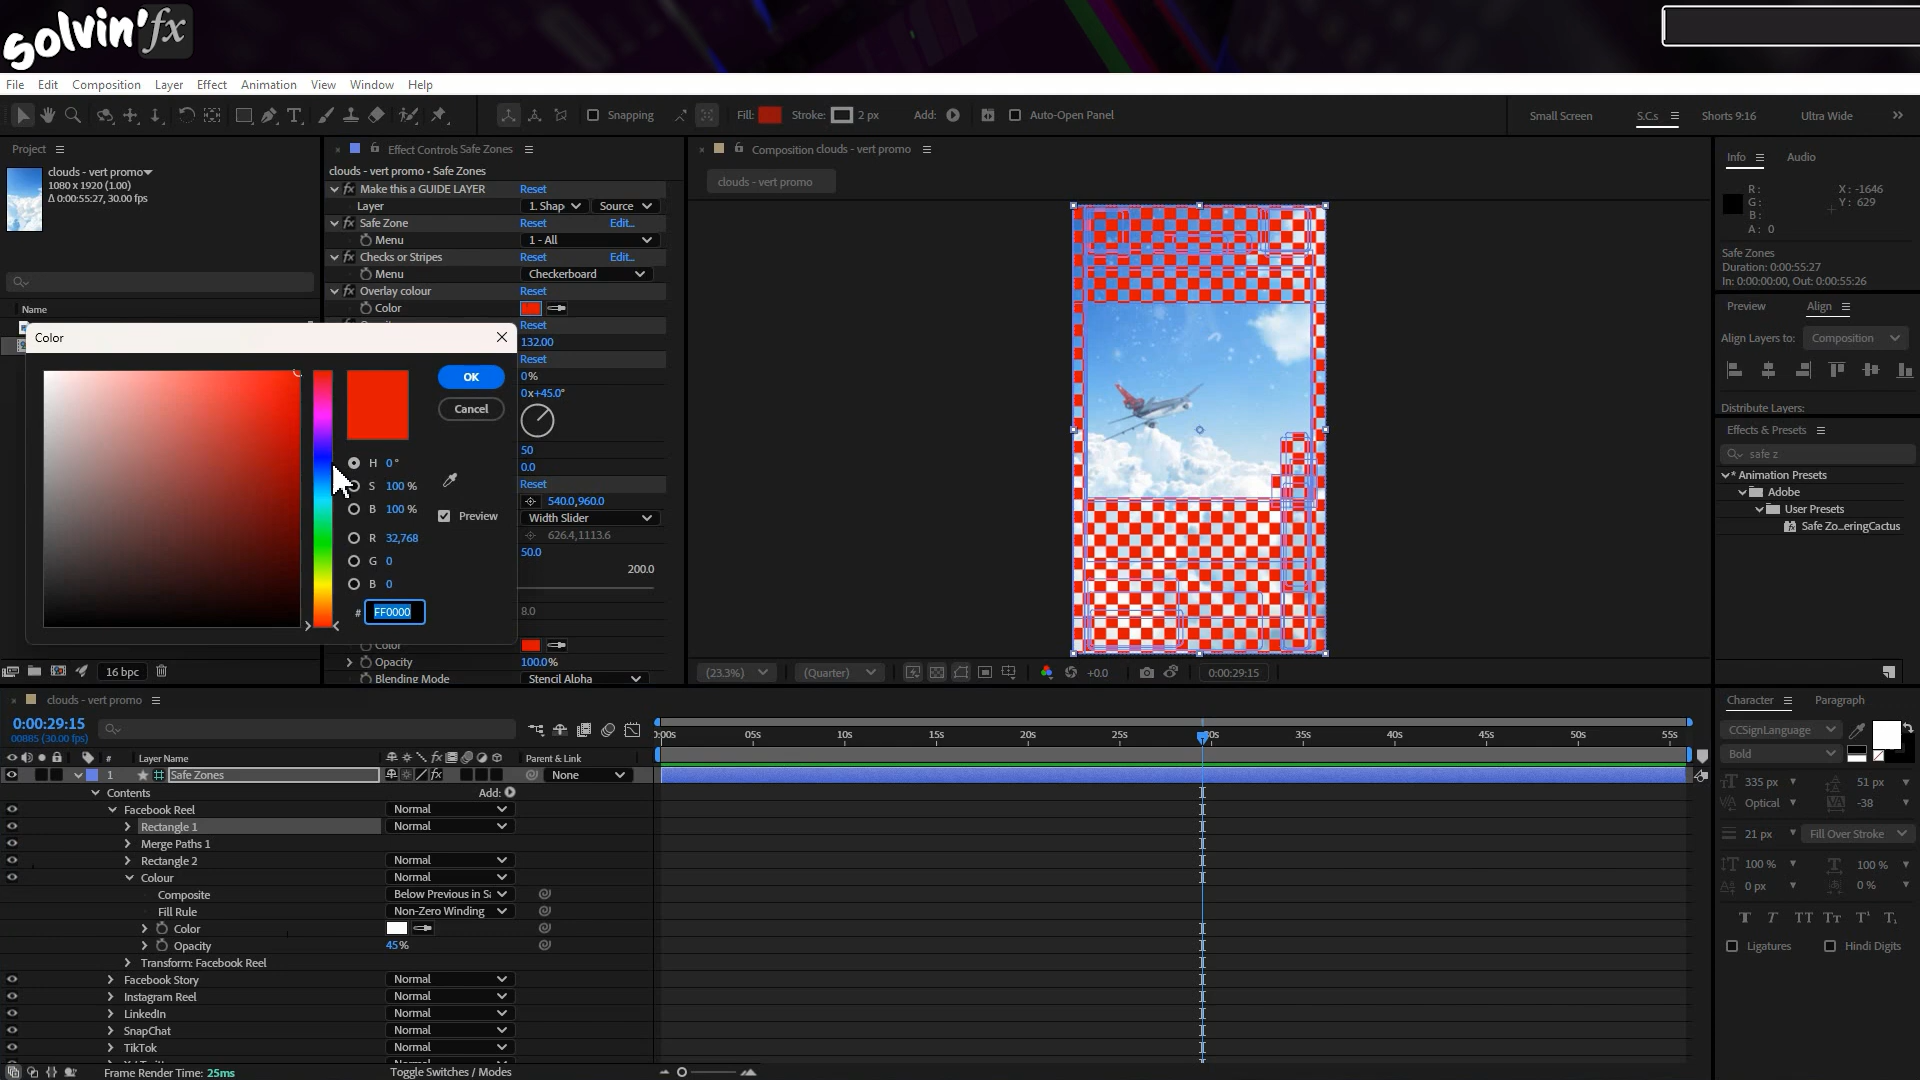 solvin'fx
File Edit Composition Layer Effect Animation View Window Help
Snapping Fill: Stroke: 2 px Add: Auto-Open Panel Small Screen S.Cs Shorts 9:16 Ultra Wide
Project
clouds - vert promo
1080 x 1920 (1.00)
Δ 0:00:55:27, 30.00 fps
Name
Effect Controls Safe Zones
clouds - vert promo • Safe Zones
fx Make this a GUIDE LAYER Reset
Layer 1. Shap Source
fx Safe Zone Reset Edit...
Menu 1 - All
fx Checks or Stripes Reset Edit...
Menu Checkerboard
fx Overlay colour Reset
Color
Reset
132.00
Reset
0%
0x+45.0°
50
0.0
Reset
540.0,960.0
Width Slider
626.4,1113.6
50.0
200.0
8.0
Color
Opacity 100.0%
Blending Mode Stencil Alpha
Color
OK
Cancel
H 0 °
S 100 %
B 100 %
Preview
R 32,768
G 0
B 0
# FF0000
16 bpc
Composition clouds - vert promo
clouds - vert promo
(23.3%) (Quarter) +0.0 0:00:29:15
Info Audio
R: X: -1646
G: Y: 629
B:
A: 0
Safe Zones
Duration: 0:00:55:27
In: 0:00:00:00, Out: 0:00:55:26
Preview Align
Align Layers to: Composition
Distribute Layers:
Effects & Presets
safe z
* Animation Presets
Adobe
User Presets
Safe Zo...eringCactus
clouds - vert promo
0:00:29:15
00885 (30.00 fps)
# Layer Name fx Parent & Link
:00s 05s 10s 15s 20s 25s 30s 35s 40s 45s 50s 55s
1 Safe Zones fx None
Contents Add:
Facebook Reel Normal
Rectangle 1 Normal
Merge Paths 1
Rectangle 2 Normal
Colour Normal
Composite Below Previous in Sa
Fill Rule Non-Zero Winding
Color
Opacity 45%
Transform: Facebook Reel
Facebook Story Normal
Instagram Reel Normal
LinkedIn Normal
SnapChat Normal
TikTok Normal
Frame Render Time: 25ms Toggle Switches / Modes
Character Paragraph
CCSignLanguage
Bold
335 px 51 px
Optical -38
21 px Fill Over Stroke
100 % 100 %
0 px 0 %
T T TT Tt T¹ T₁
Ligatures Hindi Digits